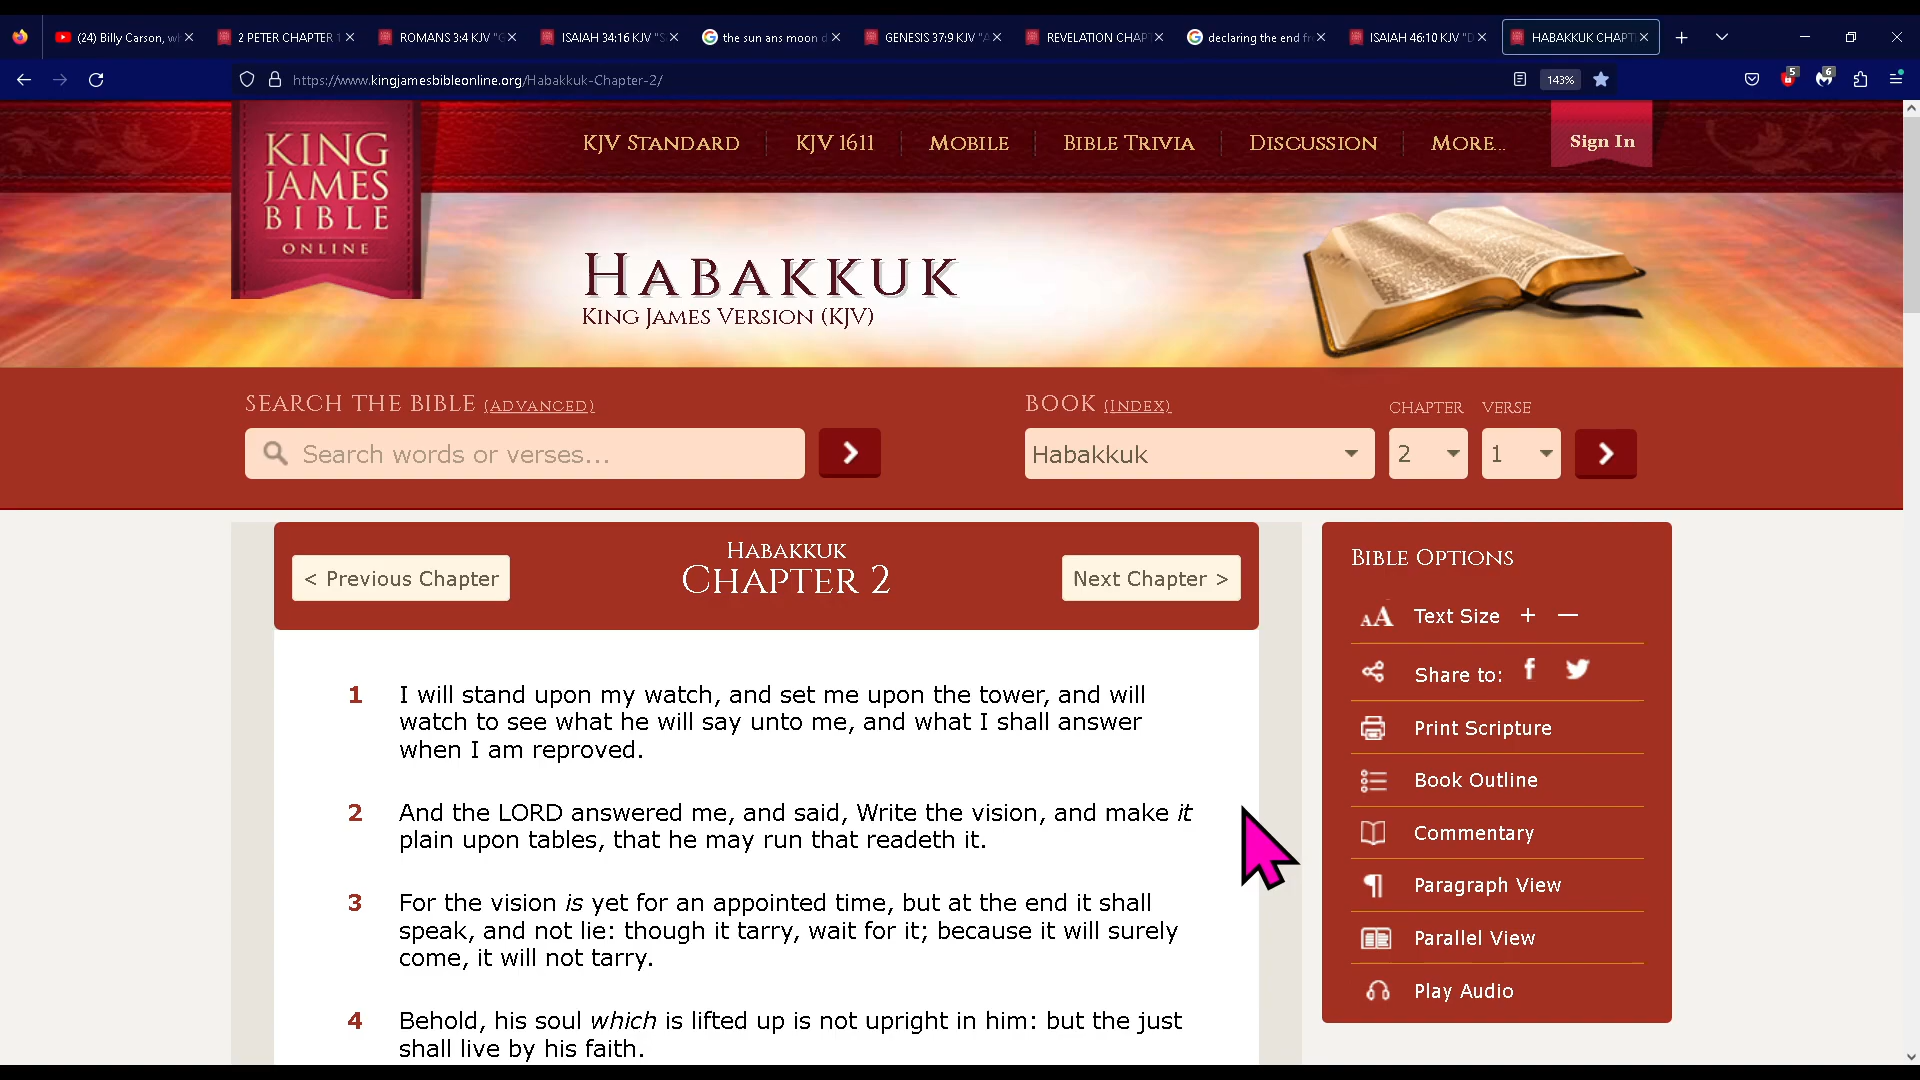 (24) Billy Carson, w
2 PETER CHAPTER 1
ROMANS 3:4 KJV "G
ISAIAH 34:16 KJV "S
the sun ans moon d
GENESIS 37:9 KJV "A
REVELATION CHAPT
declaring the end fr
ISAIAH 46:10 KJV "D
HABAKKUK CHAPT
https://www.kingjamesbibleonline.org/Habakkuk-Chapter-2/
143%
5
6
KING
JAMES
BIBLE
ONLINE
KJV STANDARD
KJV 1611
MOBILE
BIBLE TRIVIA
DISCUSSION
MORE...
Sign In
HABAKKUK
KING JAMES VERSION (KJV)
SEARCH THE BIBLE (ADVANCED)
Search words or verses...
BOOK (INDEX)
CHAPTER
VERSE
Habakkuk
2
1
< Previous Chapter
HABAKKUK
CHAPTER 2
Next Chapter >
1 I will stand upon my watch, and set me upon the tower, and will
watch to see what he will say unto me, and what I shall answer
when I am reproved.
2 And the LORD answered me, and said, Write the vision, and make it
plain upon tables, that he may run that readeth it.
3 For the vision is yet for an appointed time, but at the end it shall
speak, and not lie: though it tarry, wait for it; because it will surely
come, it will not tarry.
4 Behold, his soul which is lifted up is not upright in him: but the just
shall live by his faith.
BIBLE OPTIONS
AA Text Size + —
Share to:
Print Scripture
Book Outline
Commentary
Paragraph View
Parallel View
Play Audio